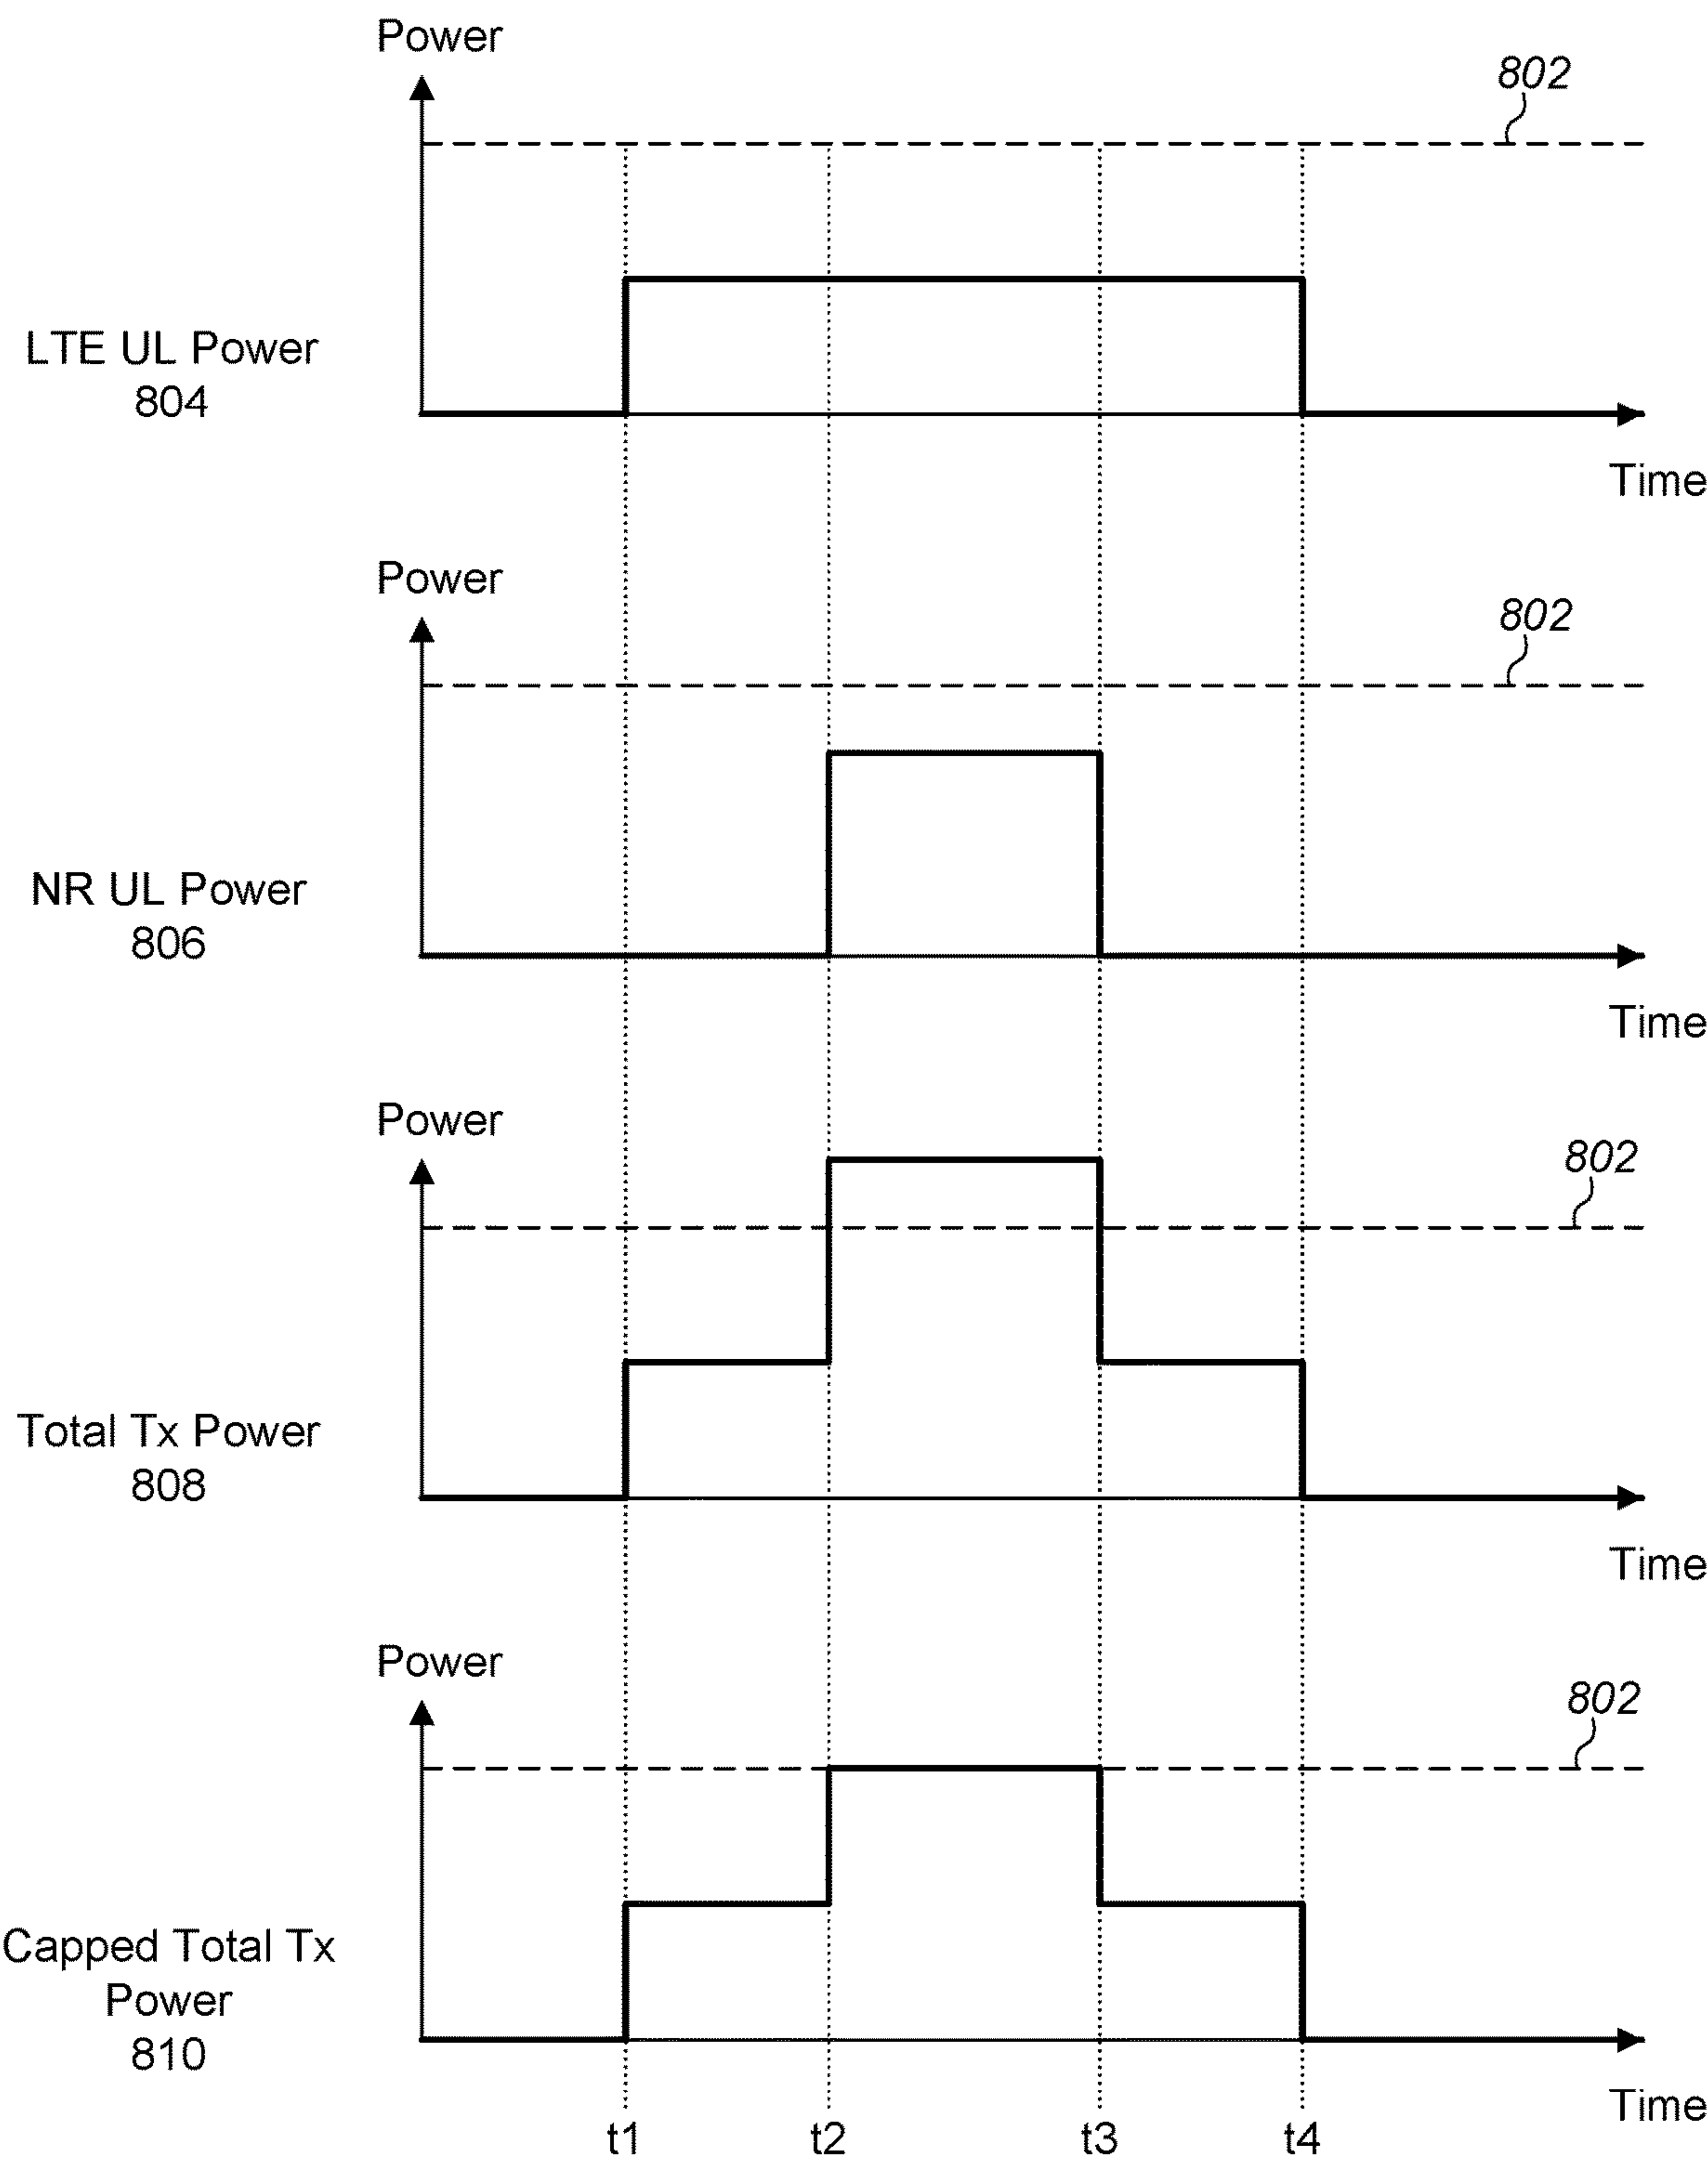 Power
802
LTE UL Power
804
Time
Power
802
NR UL Power
806
Time
Power
802
Total Tx Power
808
Time
Power
802
Capped Total Tx
Power
810
Time
t1 t2 t3 t4